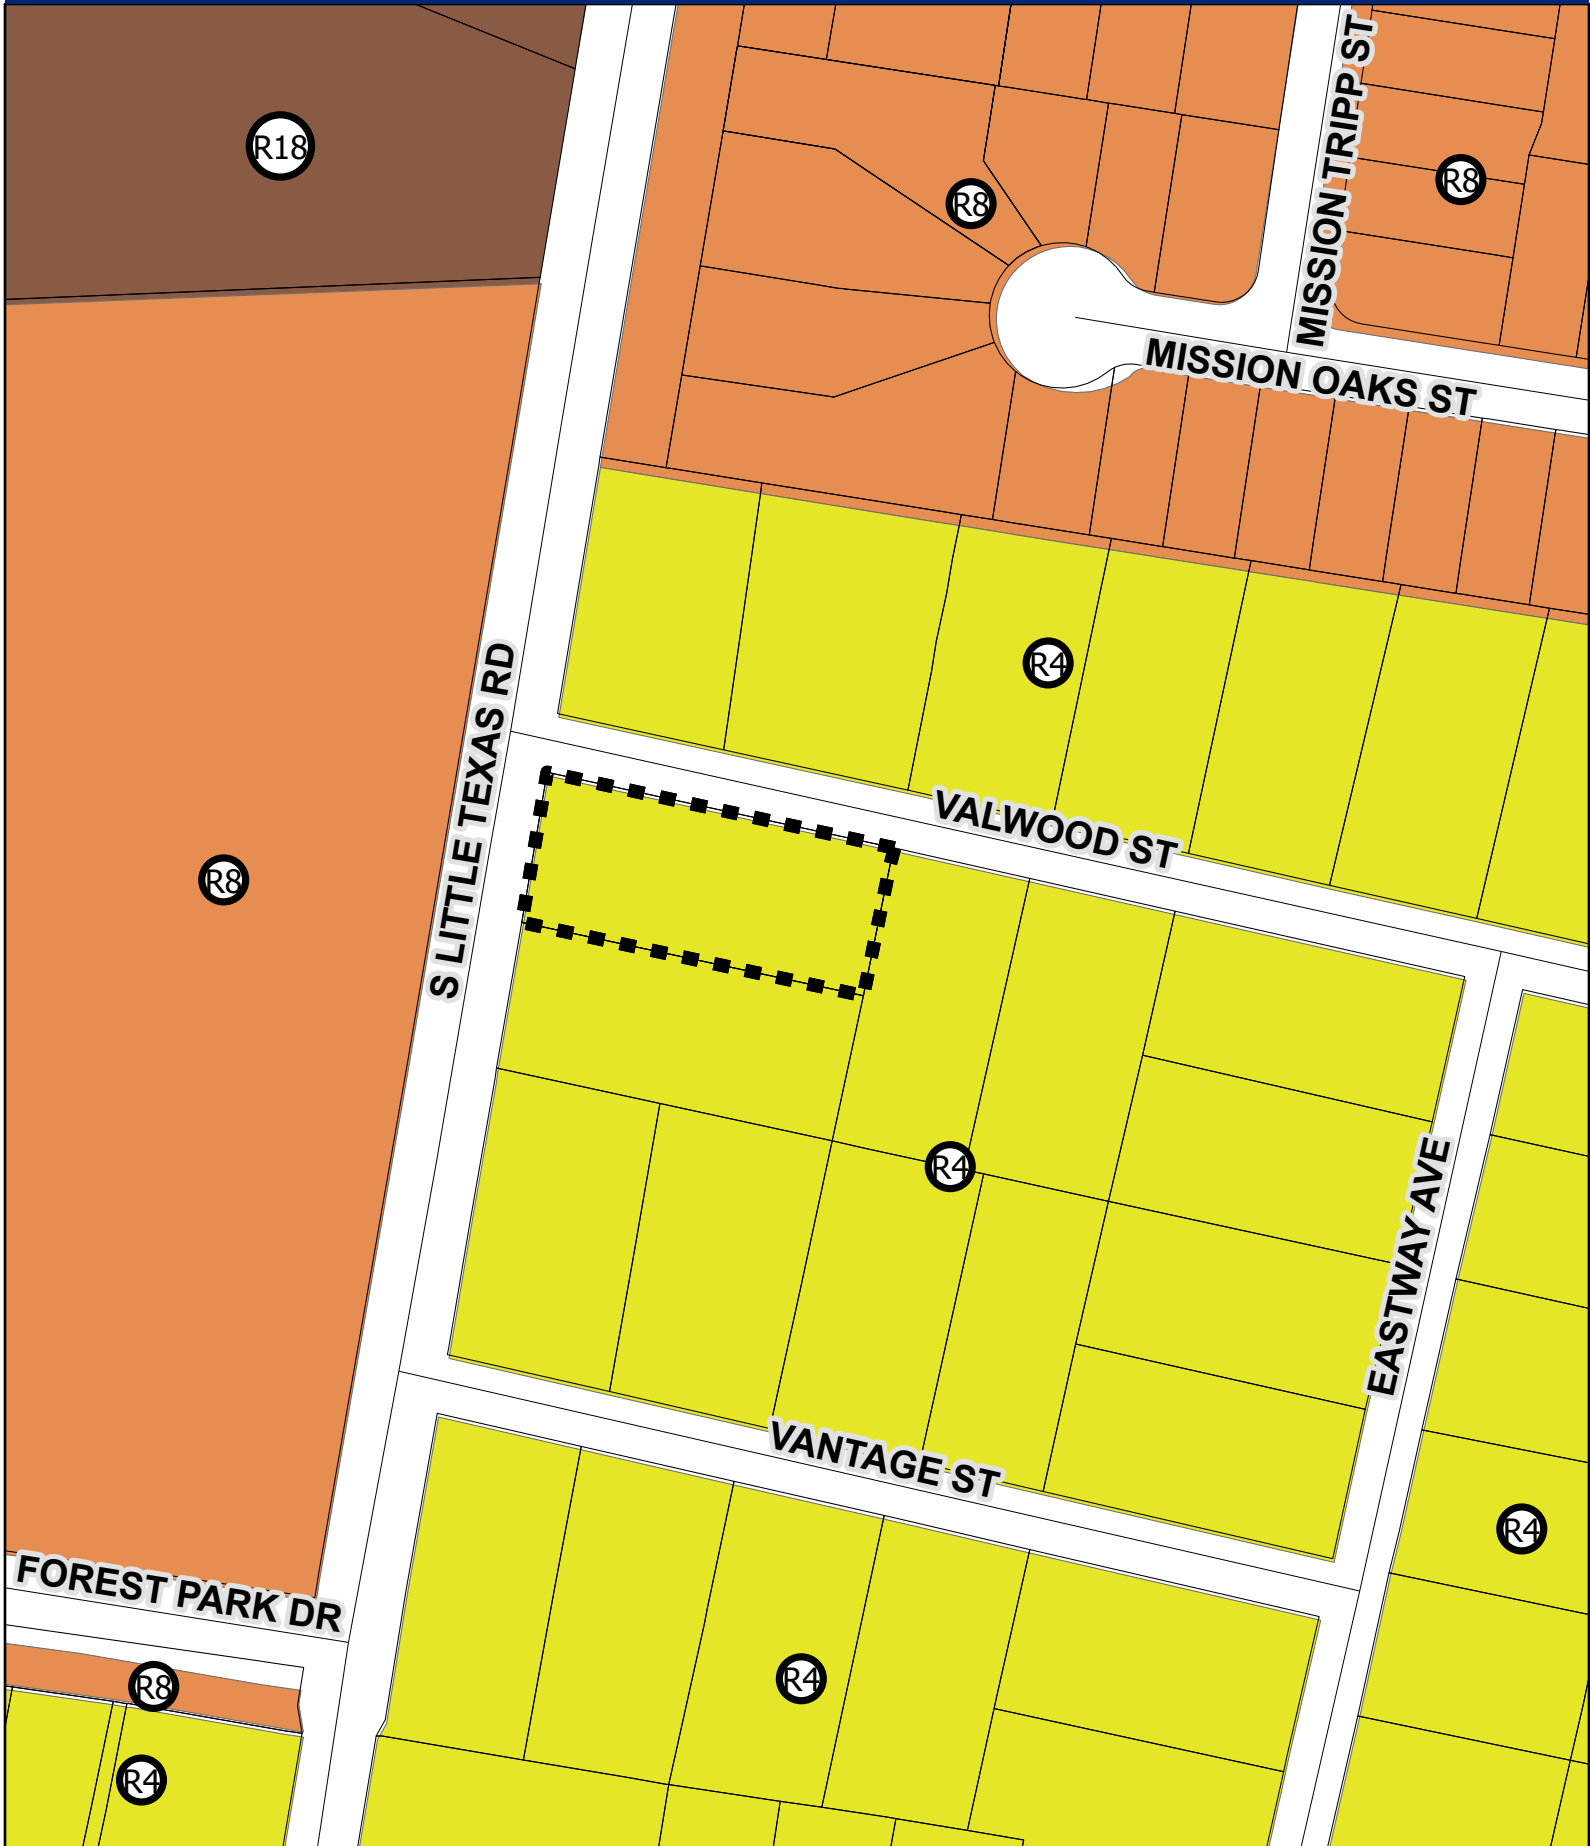 R18
MISSION TRIPP ST
R8
R8
MISSION OAKS ST
R4
S LITTLE TEXAS RD
VALWOOD ST
R8
R4
EASTWAY AVE
VANTAGE ST
R4
FOREST PARK DR
R8
R4
R4